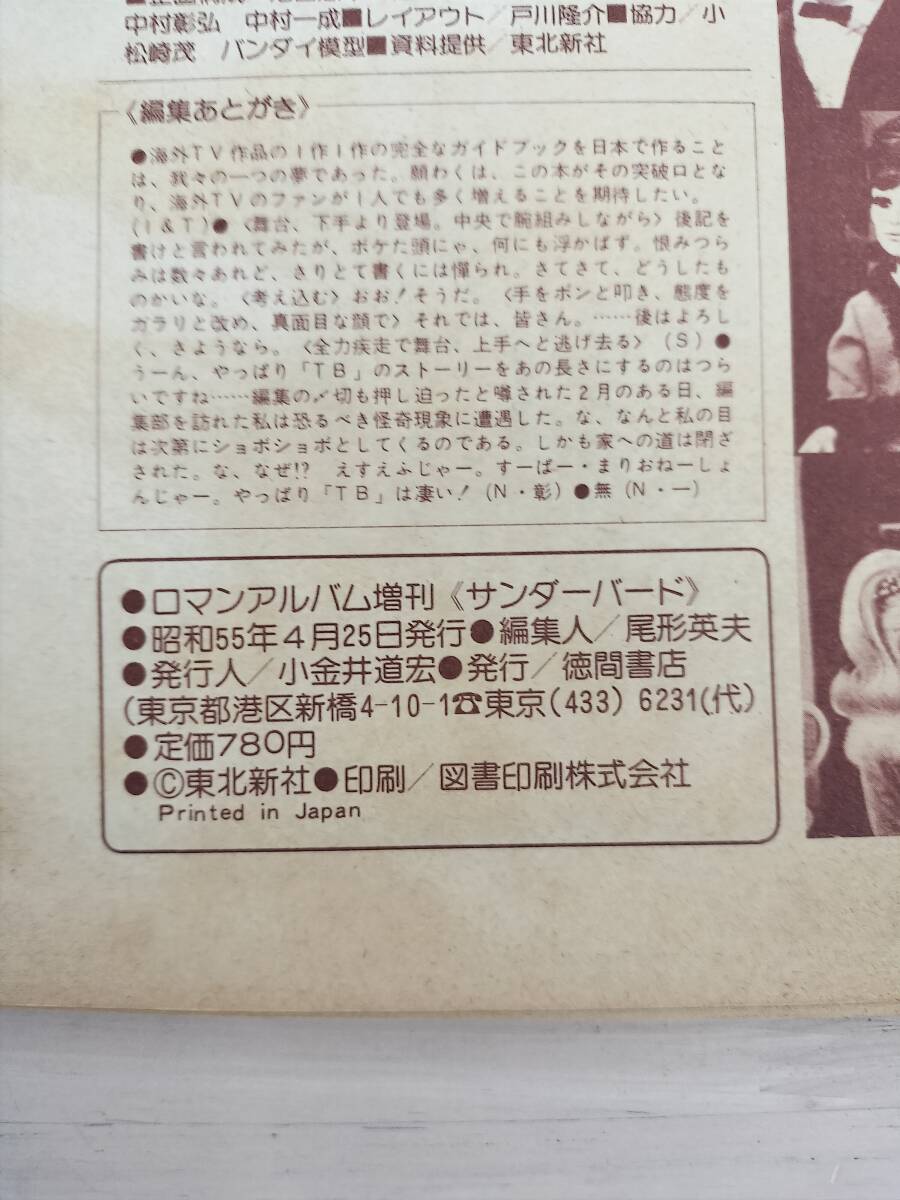 中村彰弘　中村一成■レイアウト／戸川隆介■協力／小
松崎茂　バンダイ模型■資料提供／東北新社
《編集あとがき》
●海外TV作品の1作1作の完全なガイドブックを日本で作ること
は、我々の一つの夢であった。願わくは、この本がその突破口とな
り、海外TVのファンが1人でも多く増えることを期待したい。
(I&T)●〈舞台、下手より登場。中央で腕組みしながら〉後記を
書けと言われてみたが、ボケた頭にゃ、何にも浮かばず。恨みつら
みは数々あれど、さりとて書くには憚られ。さてさて、どうしたも
のかいな。〈考え込む〉おお！そうだ。〈手をポンと叩き、態度を
ガラリと改め、真面目な顔で〉それでは、皆さん。……後はよろし
く、さようなら。〈全力疾走で舞台、上手へと逃げ去る〉(S)●
うーん、やっぱり「TB」のストーリーをあの長さにするのはつら
いですね……編集の〆切も押し迫ったと噂された2月のある日、編
集部を訪れた私は恐るべき怪奇現象に遭遇した。な、なんと私の目
は次第にショボショボとしてくるのである。しかも家への道は閉ざ
された。な、なぜ!?　えすえふじゃー。すーぱー・まりおねーしょ
んじゃー。やっぱり「TB」は凄い！(N・彰)●無(N・一)
●ロマンアルバム増刊《サンダーバード》
●昭和55年4月25日発行●編集人／尾形英夫
●発行人／小金井道宏●発行／徳間書店
(東京都港区新橋4-10-1☎東京(433) 6231(代)
●定価780円
●©東北新社●印刷／図書印刷株式会社
Printed in Japan